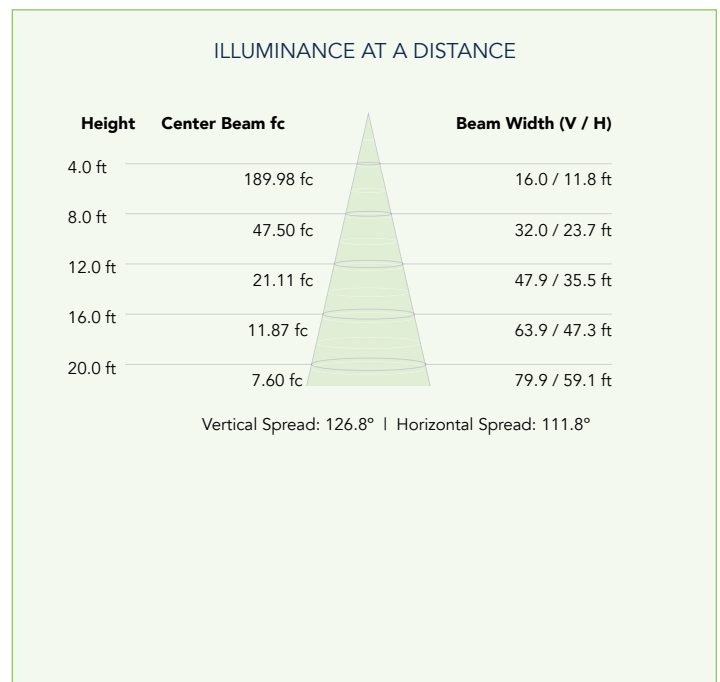 ILLUMINANCE AT A DISTANCE
Height Center Beam fc Beam Width (V / H)
4.0 ft
189.98 fc 16.0 / 11.8 ft
8.0 ft
47.50 fc 32.0 / 23.7 ft
12.0 ft
21.11 fc 47.9 / 35.5 ft
16.0 ft
11.87 fc 63.9 / 47.3 ft
20.0 ft
7.60 fc 79.9 / 59.1 ft
Vertical Spread: 126.8º | Horizontal Spread: 111.8º